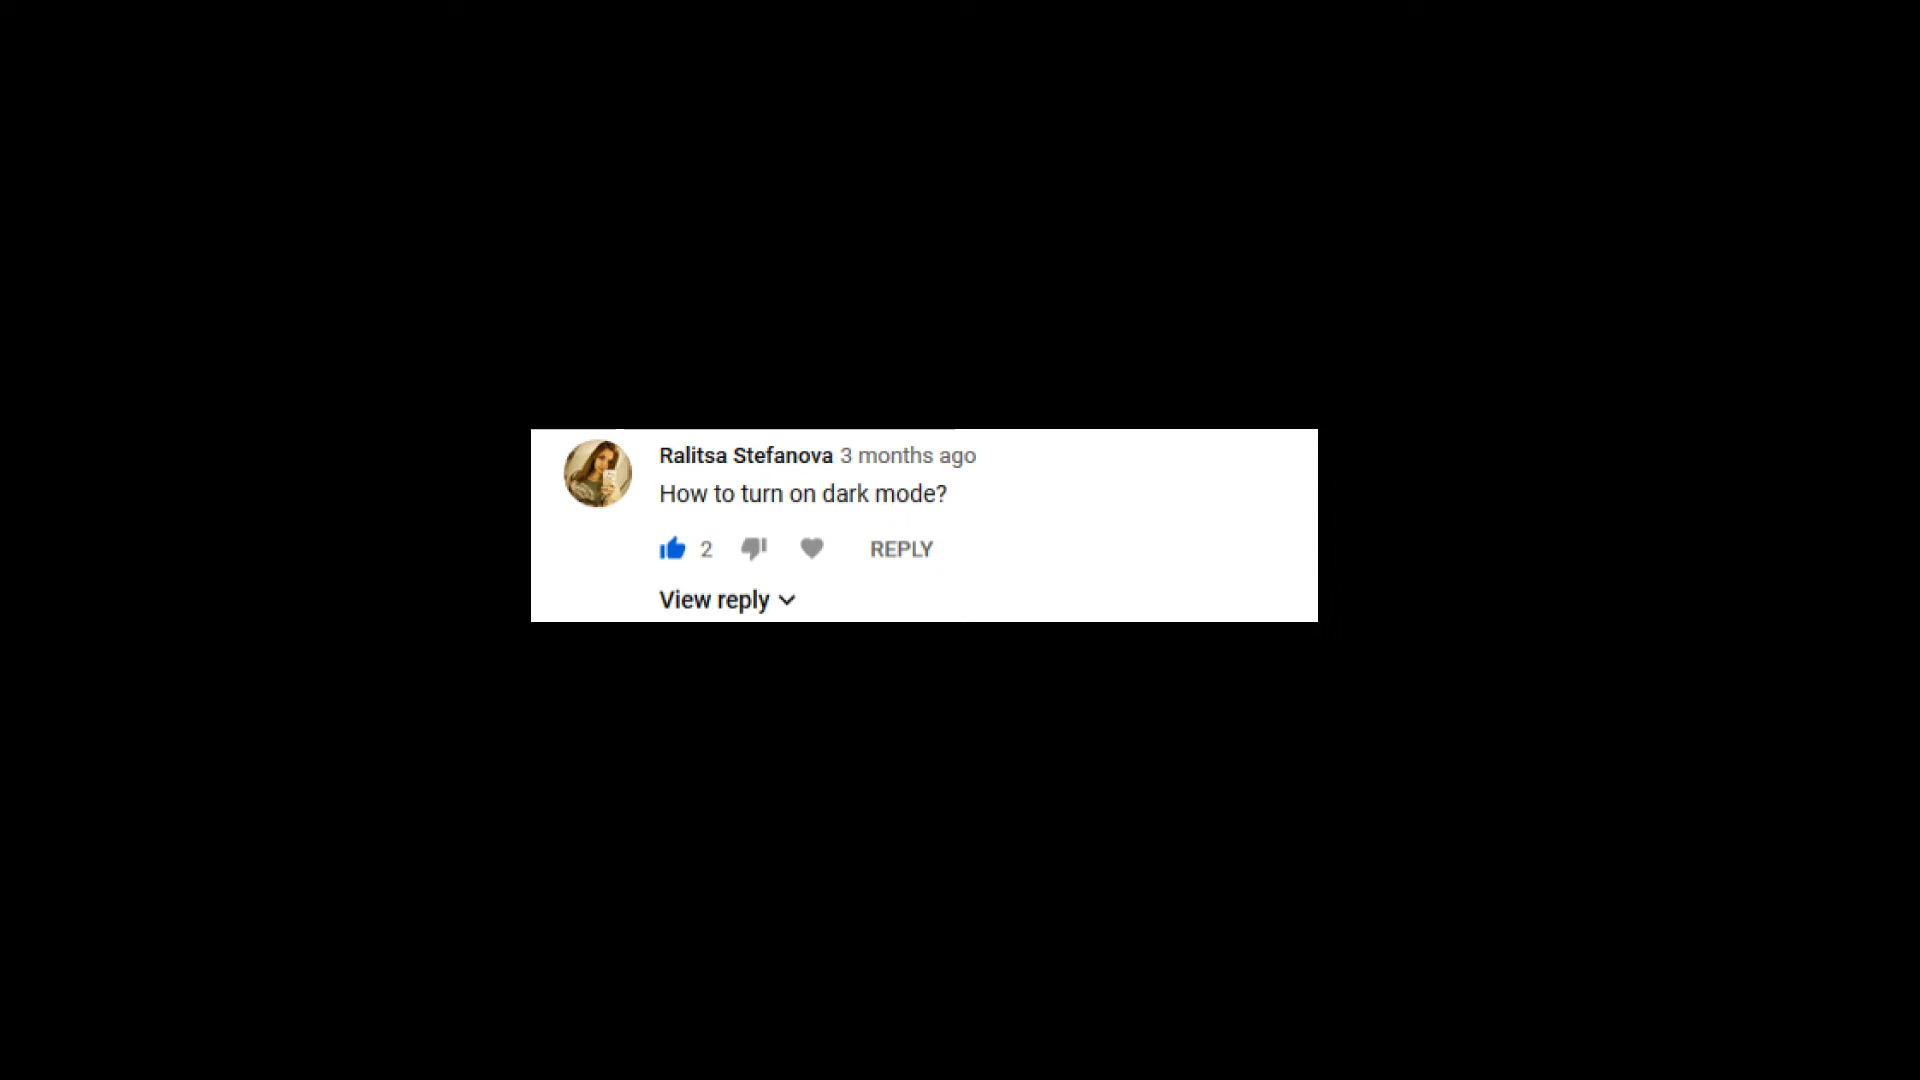 Ralitsa Stefanova 3 months ago
How to turn on dark mode?
2 REPLY
View reply